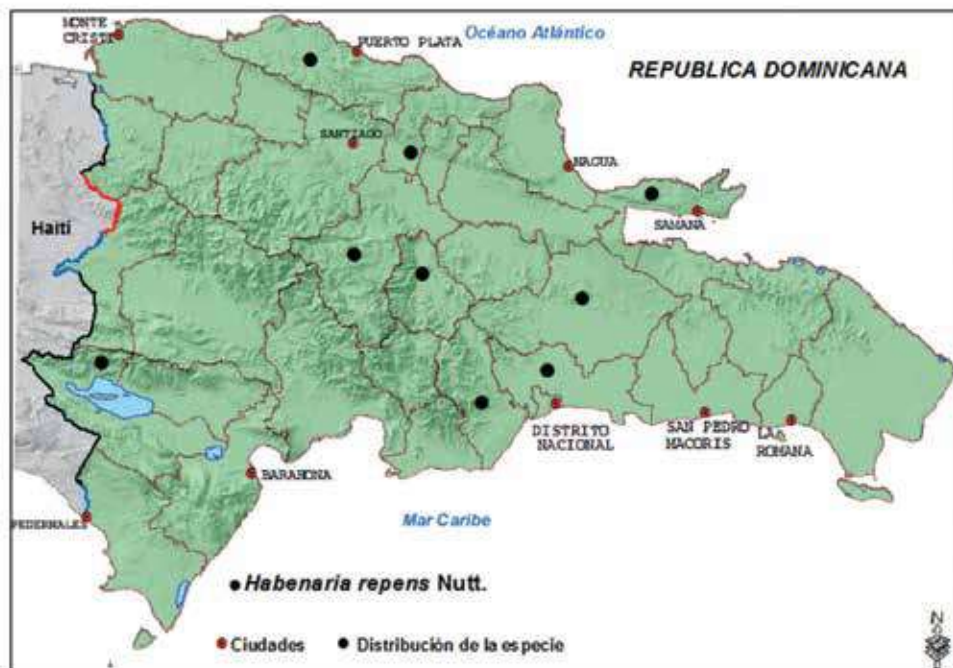 MONTE
CRISTI
PUERTO PLATA
Océano Atlántico
REPUBLICA DOMINICANA
SANTIAGO
NAGUA
SAMANA
Haití
DISTRITO
NACIONAL
SAN PEDRO
MACORIS
LA
ROMANA
BARAHONA
PEDERNALES
Mar Caribe
Habenaria repens Nutt.
Ciudades
Distribución de la especie
N